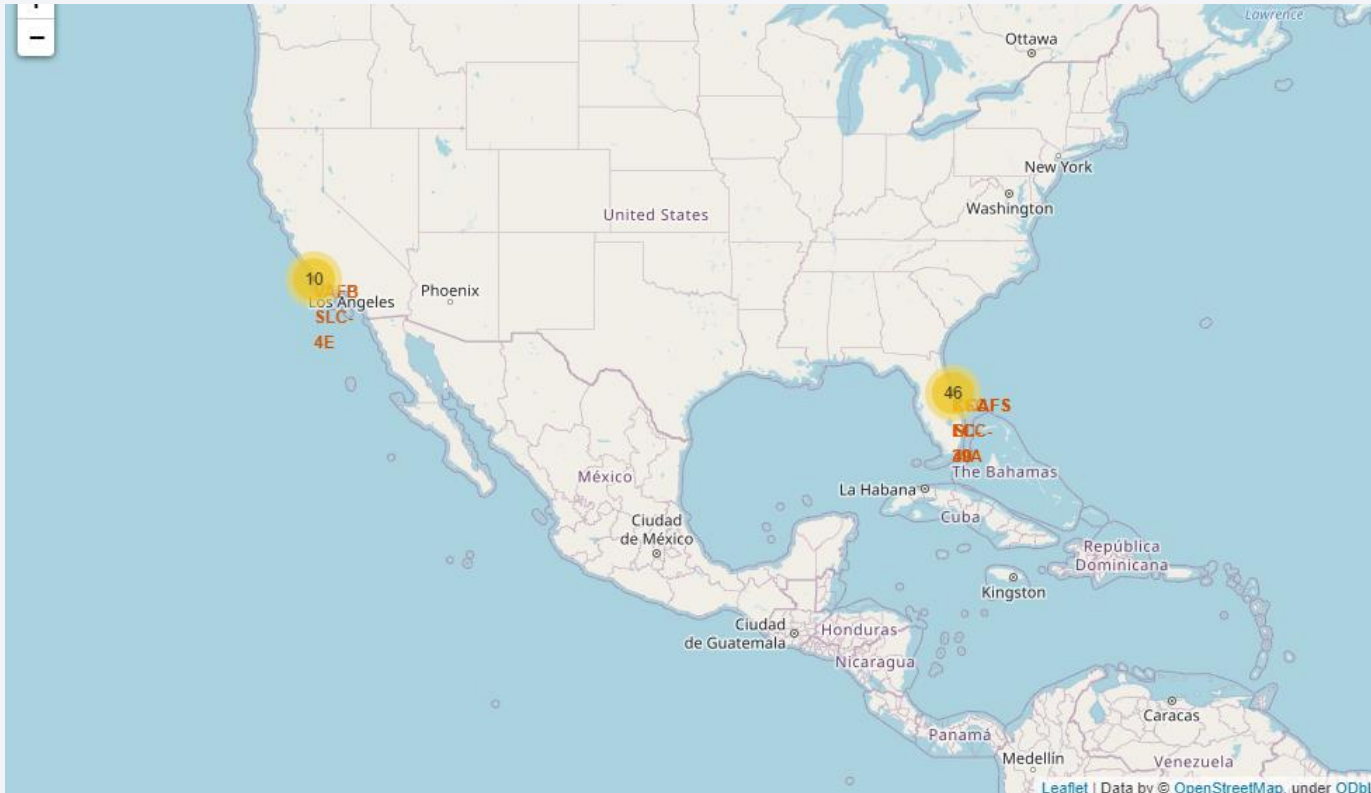 −
Lawrence
Ottawa
New York
Washington
United States
10
Los Angeles
SLC-
4E
Phoenix
46
The Bahamas
La Habana
Cuba
México
Ciudad
de México
República
Dominicana
Kingston
Ciudad
de Guatemala
Honduras
Nicaragua
Caracas
Panamá
Medellín
Venezuela
Leaflet | Data by © OpenStreetMap, under ODbL